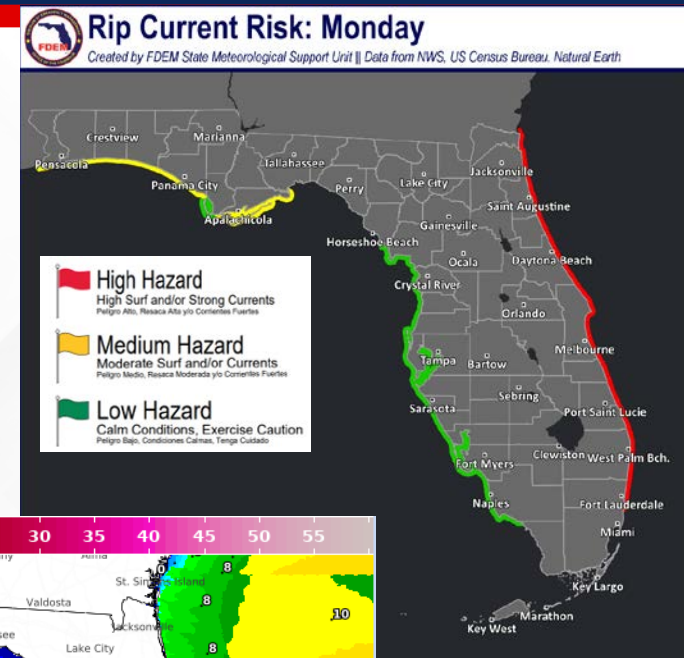 FDEM
Rip Current Risk: Monday
Created by FDEM State Meteorological Support Unit || Data from NWS, US Census Bureau, Natural Earth
Crestview
Marianna
Pensacola
Tallahassee
Jacksonville
Panama City
Perry
Lake City
Apalachicola
Saint Augustine
Gainesville
Horseshoe Beach
Daytona Beach
Ocala
Crystal River
Orlando
High Hazard
High Surf and/or Strong Currents
Peligro Alto, Resaca Alta y/o Corrientes Fuertes
Medium Hazard
Moderate Surf and/or Currents
Peligro Medio, Resaca Moderada y/o Corrientes Fuertes
Low Hazard
Calm Conditions, Exercise Caution
Peligro Bajo, Condiciones Calmas, Tenga Cuidado
Melbourne
Tampa
Bartow
Sebring
Sarasota
Port Saint Lucie
Clewiston
West Palm Bch.
Fort Myers
Naples
Fort Lauderdale
Miami
Key Largo
Marathon
Key West
30 35 40 45 50 55
8
St. Simons Island
Valdosta
8
10
Jacksonville
see
Lake City
8